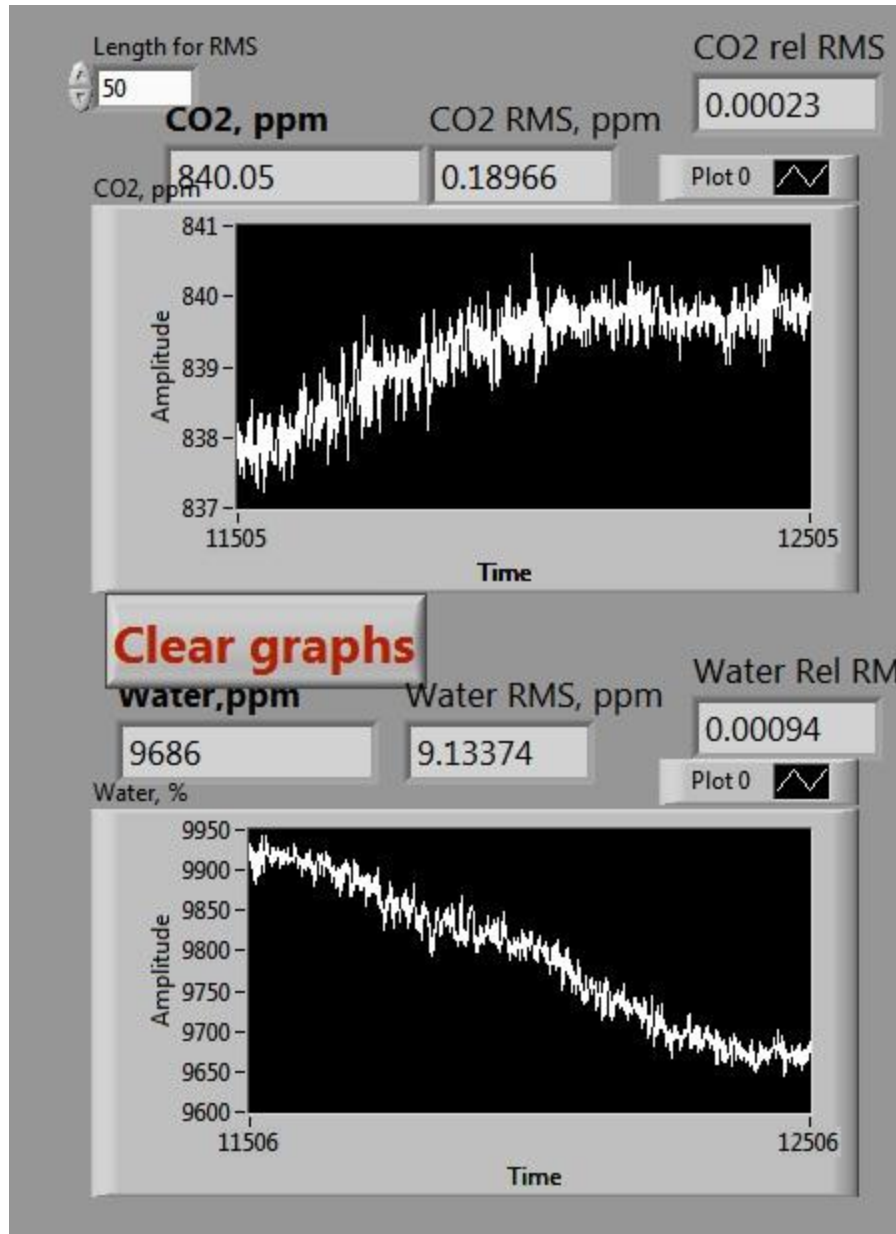 Length for RMS
50
CO2 rel RMS
0.00023
CO2, ppm
CO2 RMS, ppm
840.05
0.18966
Plot 0
CO2, ppm
841
840
839
838
837
Amplitude
11505
12505
Time
Clear graphs
Water,ppm
Water RMS, ppm
Water Rel RM
9686
9.13374
0.00094
Plot 0
Water, %
9950
9900
9850
9800
9750
9700
9650
9600
Amplitude
11506
12506
Time